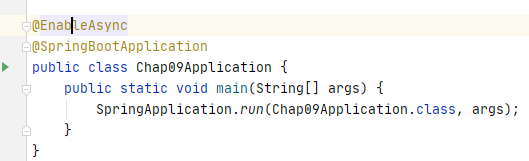 @EnableAsync
@SpringBootApplication
public class Chap09Application {
    public static void main(String[] args) {
        SpringApplication.run(Chap09Application.class, args);
    }
}